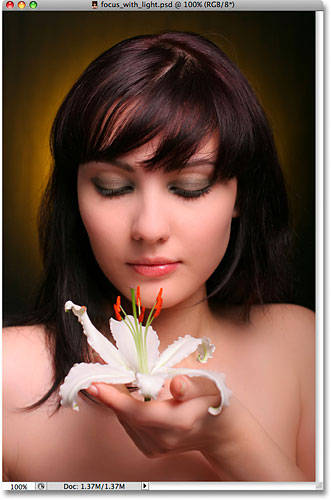 focus_with_light.psd @ 100% (RGB/8*)
100%
Doc: 1.37M/1.37M